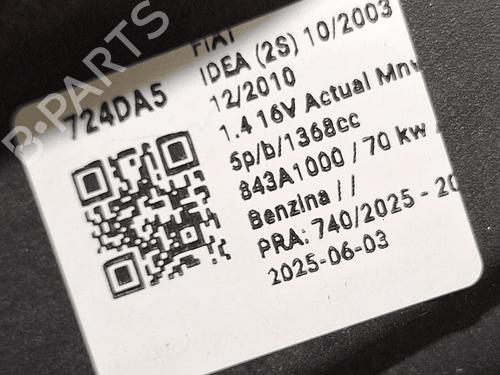 B-PARTS
724DA5
FIAT
IDEA (2S) 10/2003
12/2010
1.4 16V Actual Mnv
5p/b/1368cc
843A1000 / 70 kw /
Benzina / /
PRA: 740/2025 - 20
2025-06-03